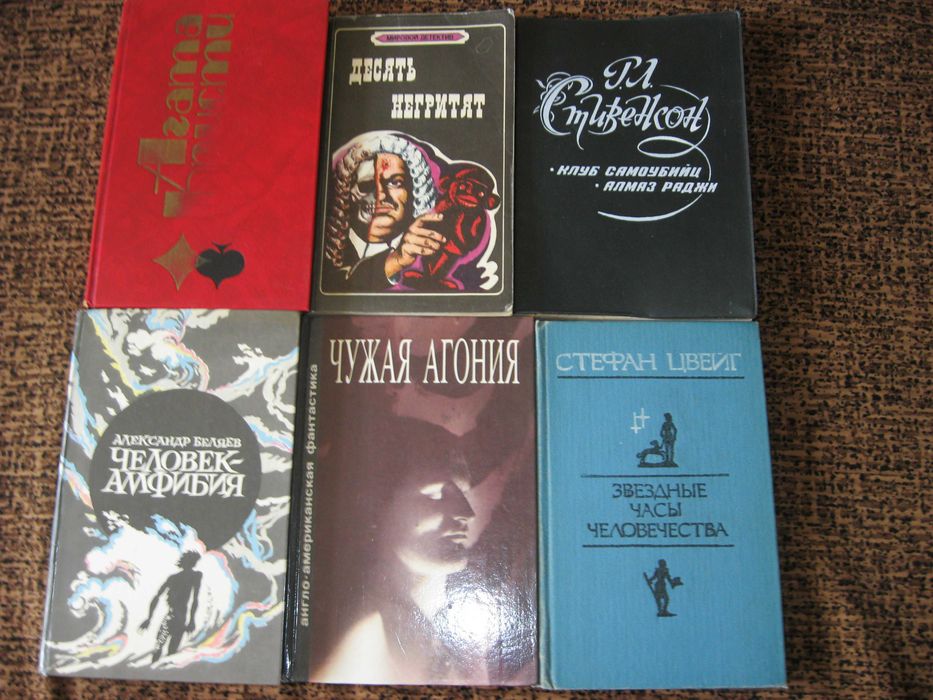 Агата
Кристи
МИРОВОЙ ДЕТЕКТИВ
ДЕСЯТЬ
НЕГРИТЯТ
3
Р.Л.
Стивенсон
• КЛУБ САМОУБИЙЦ
• АЛМАЗ РАДЖИ
АЛЕКСАНДР БЕЛЯЕВ
ЧЕЛОВЕК-
АМФИБИЯ
англо-американская фантастика
ЧУЖАЯ АГОНИЯ
СТЕФАН ЦВЕЙГ
ЗВЕЗДНЫЕ
ЧАСЫ
ЧЕЛОВЕЧЕСТВА